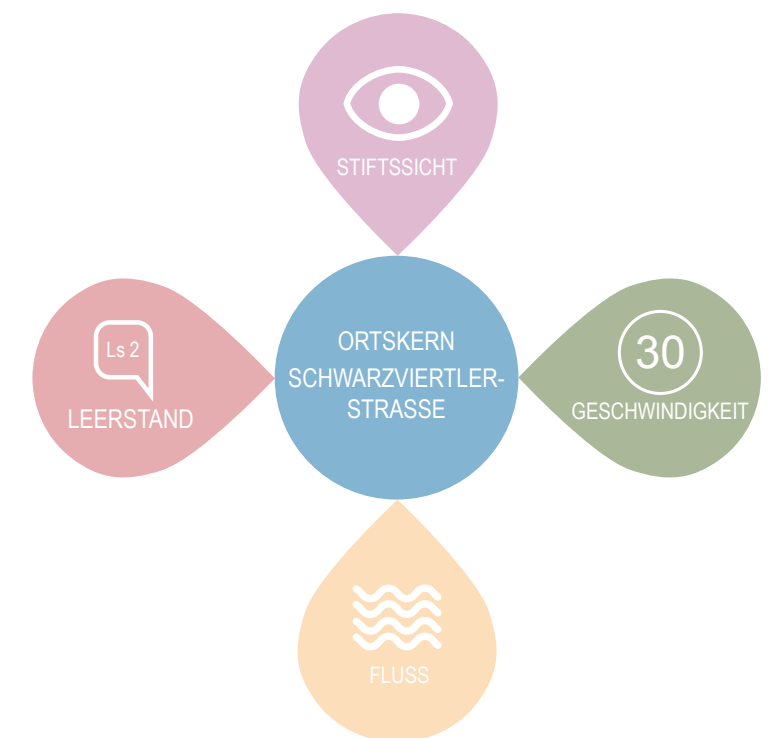 STIFTSSICHT
Ls 2
LEERSTAND
ORTSKERN
SCHWARZVIERTLER-
STRASSE
30
GESCHWINDIGKEIT
FLUSS